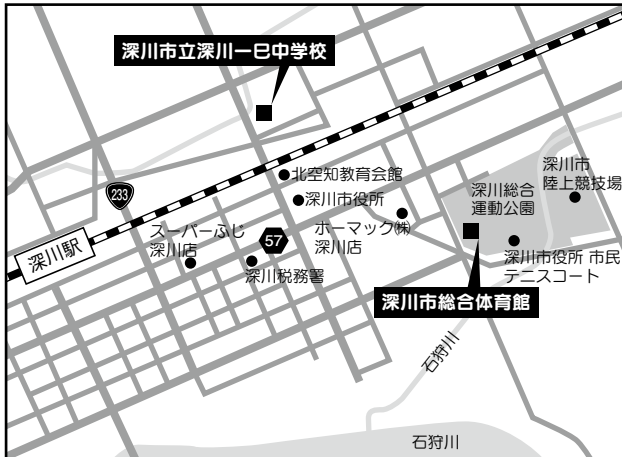 深川市立深川一巳中学校
北空知教育会館
深川市役所
233
深川駅
スーパーふじ
深川店
57
深川税務署
ホーマック㈱
深川店
深川総合
運動公園
深川市
陸上競技場
深川市役所 市民
テニスコート
深川市総合体育館
石狩川
石狩川